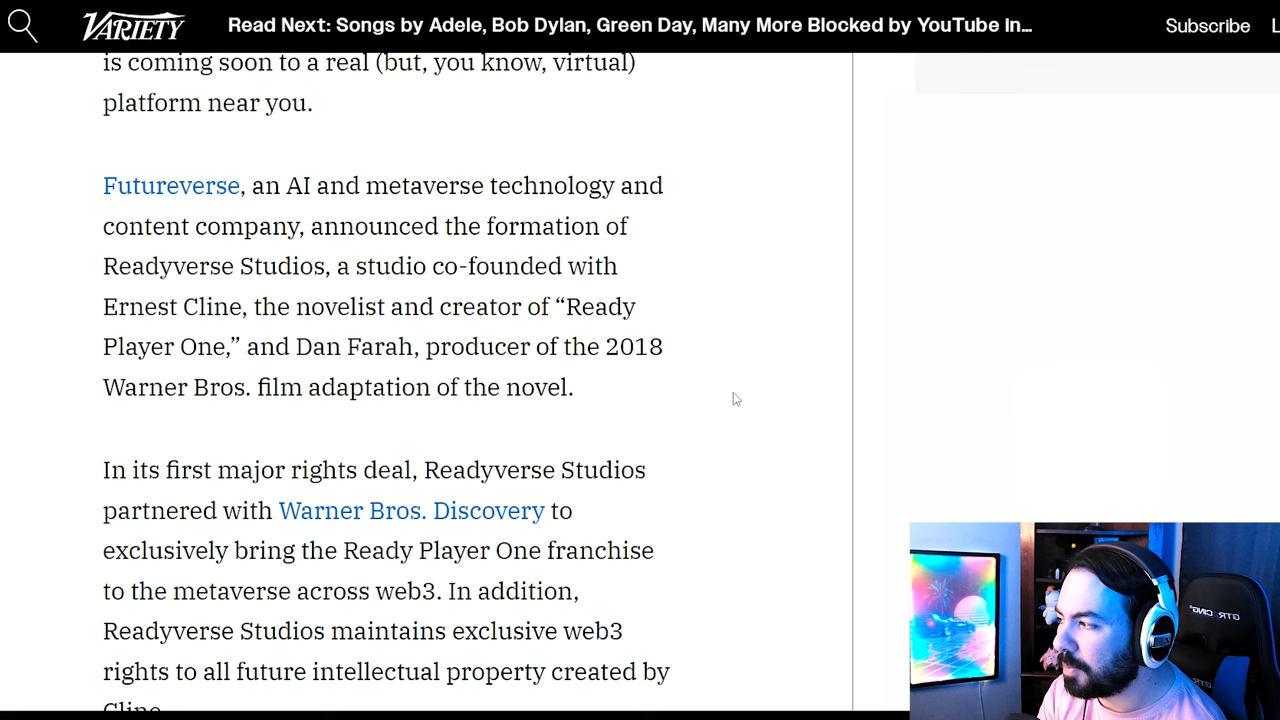 VARIETY
Read Next: Songs by Adele, Bob Dylan, Green Day, Many More Blocked by YouTube In...
Subscribe
is coming soon to a real (but, you know, virtual)
platform near you.
Futureverse, an AI and metaverse technology and
content company, announced the formation of
Readyverse Studios, a studio co-founded with
Ernest Cline, the novelist and creator of “Ready
Player One,” and Dan Farah, producer of the 2018
Warner Bros. film adaptation of the novel.
In its first major rights deal, Readyverse Studios
partnered with Warner Bros. Discovery to
exclusively bring the Ready Player One franchise
to the metaverse across web3. In addition,
Readyverse Studios maintains exclusive web3
rights to all future intellectual property created by
Cline